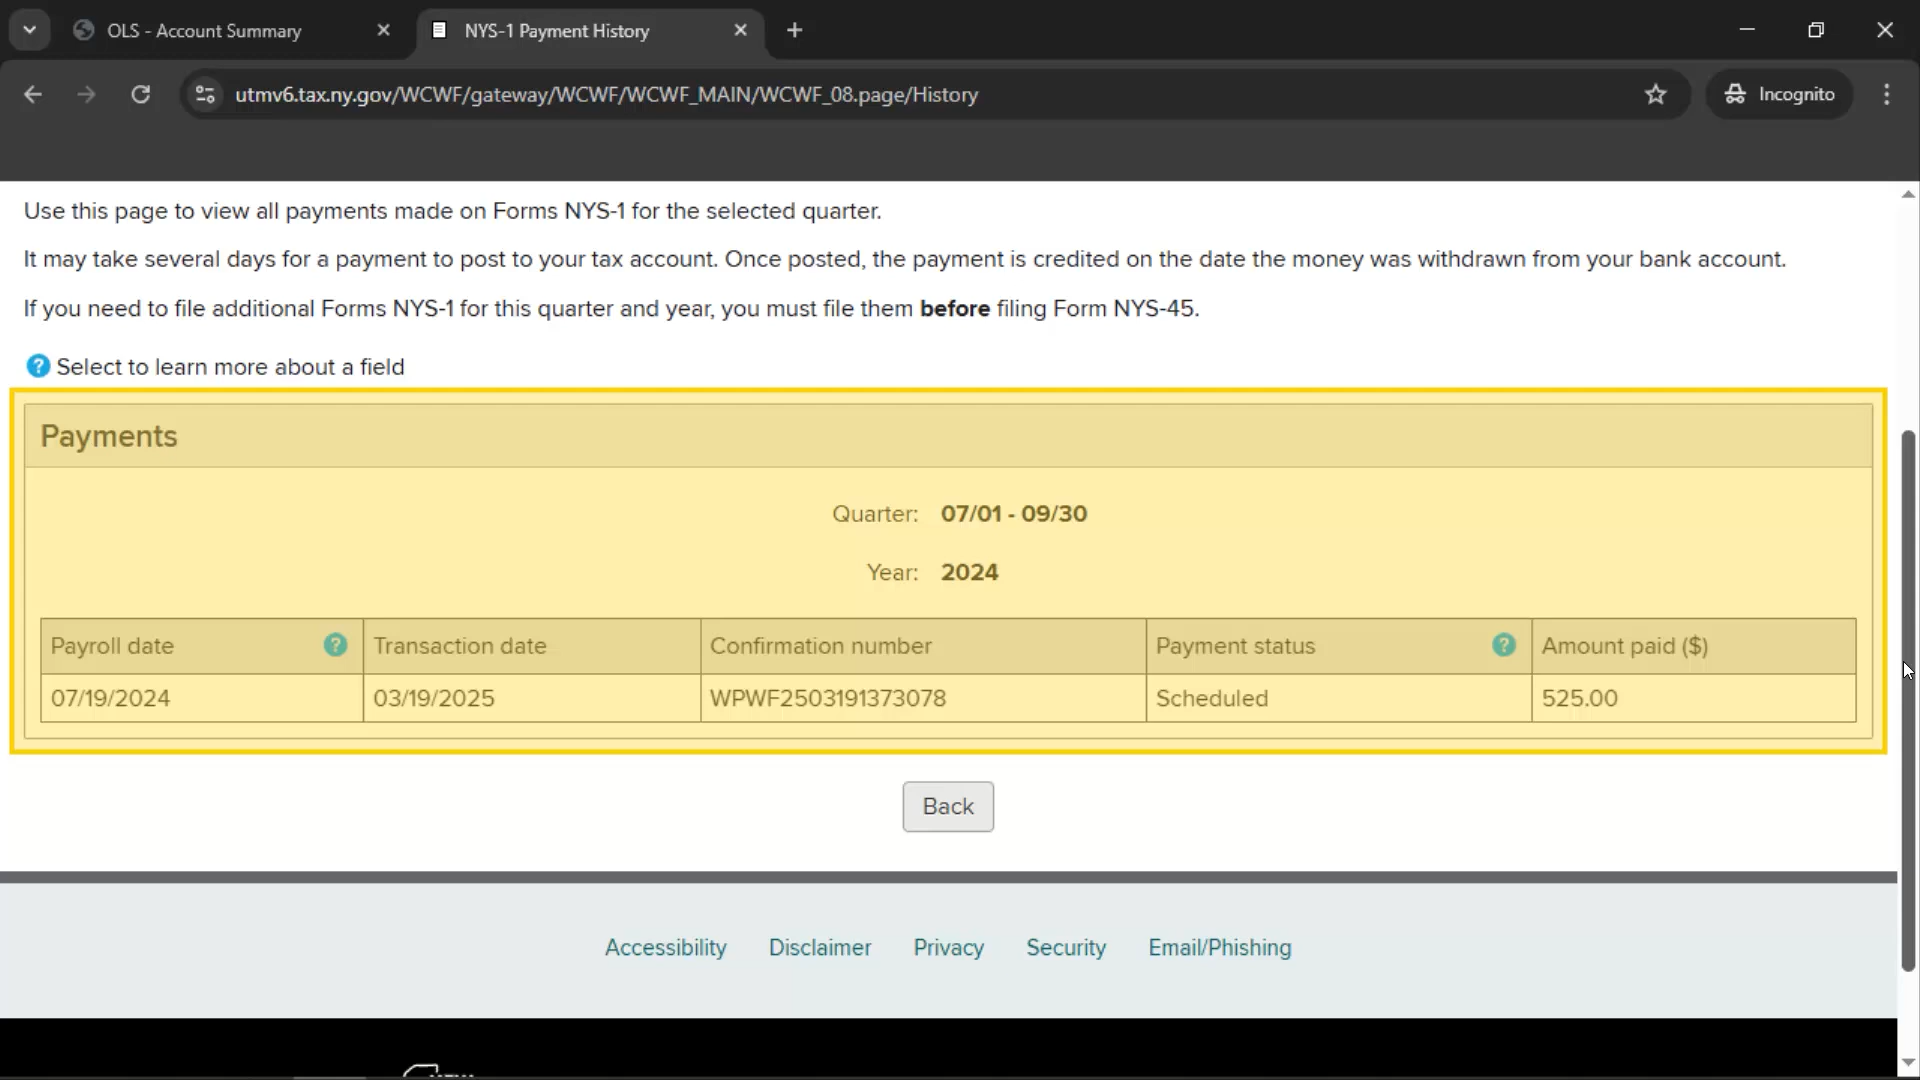 OLS - Account Summary
NYS-1 Payment History
utmv6.tax.ny.gov/WCWF/gateway/WCWF/WCWF_MAIN/WCWF_08.page/History
Incognito
Use this page to view all payments made on Forms NYS-1 for the selected quarter.
It may take several days for a payment to post to your tax account. Once posted, the payment is credited on the date the money was withdrawn from your bank account.
If you need to file additional Forms NYS-1 for this quarter and year, you must file them before filing Form NYS-45.
? Select to learn more about a field
Payments
Quarter: 07/01 - 09/30
Year: 2024
Payroll date ? Transaction date Confirmation number Payment status ? Amount paid ($)
07/19/2024 03/19/2025 WPWF2503191373078 Scheduled 525.00
Back
Accessibility Disclaimer Privacy Security Email/Phishing